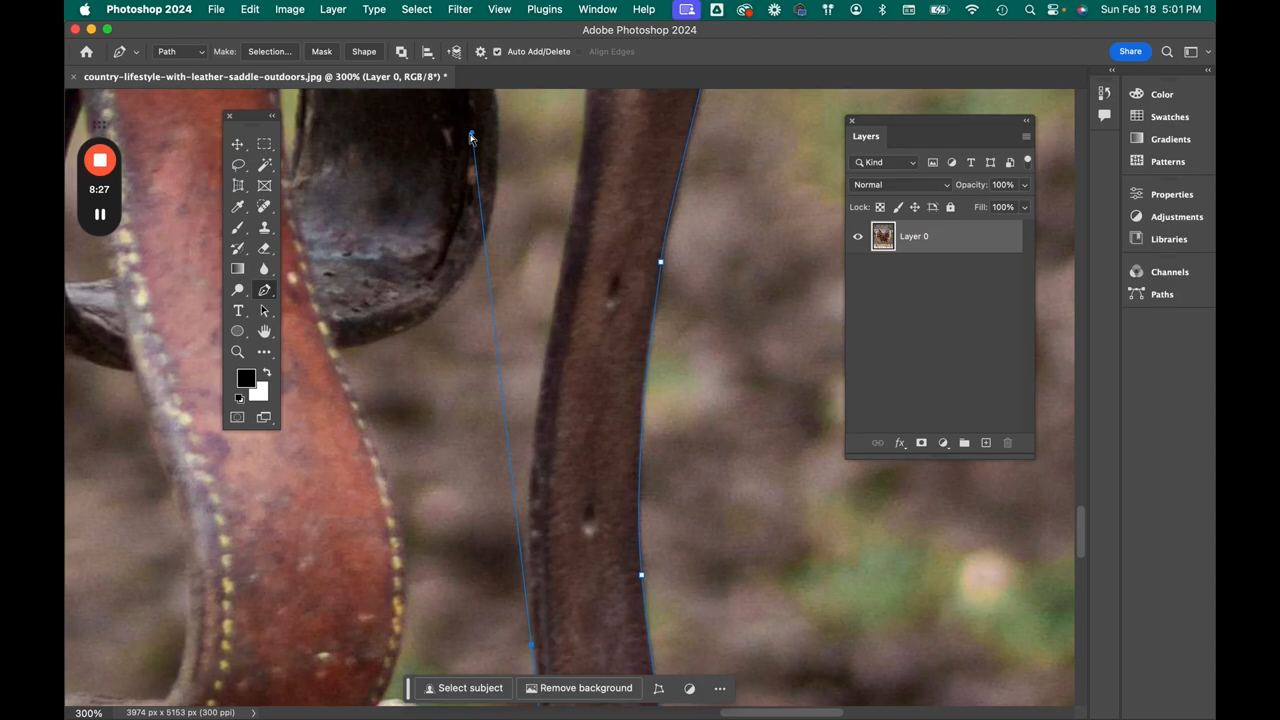 Photoshop 2024 File Edit Image Layer Type Select Filter View Plugins Window Help Sun Feb 18 5:01 PM
Adobe Photoshop 2024
Path Make: Selection... Mask Shape Auto Add/Delete Align Edges Share
country-lifestyle-with-leather-saddle-outdoors.jpg @ 300% (Layer 0, RGB/8*) *
8:27
Layers
Kind
Normal Opacity: 100%
Lock: Fill: 100%
Layer 0
fx
Color
Swatches
Gradients
Patterns
Properties
Adjustments
Libraries
Channels
Paths
Select subject Remove background
300% 3974 px x 5153 px (300 ppi)